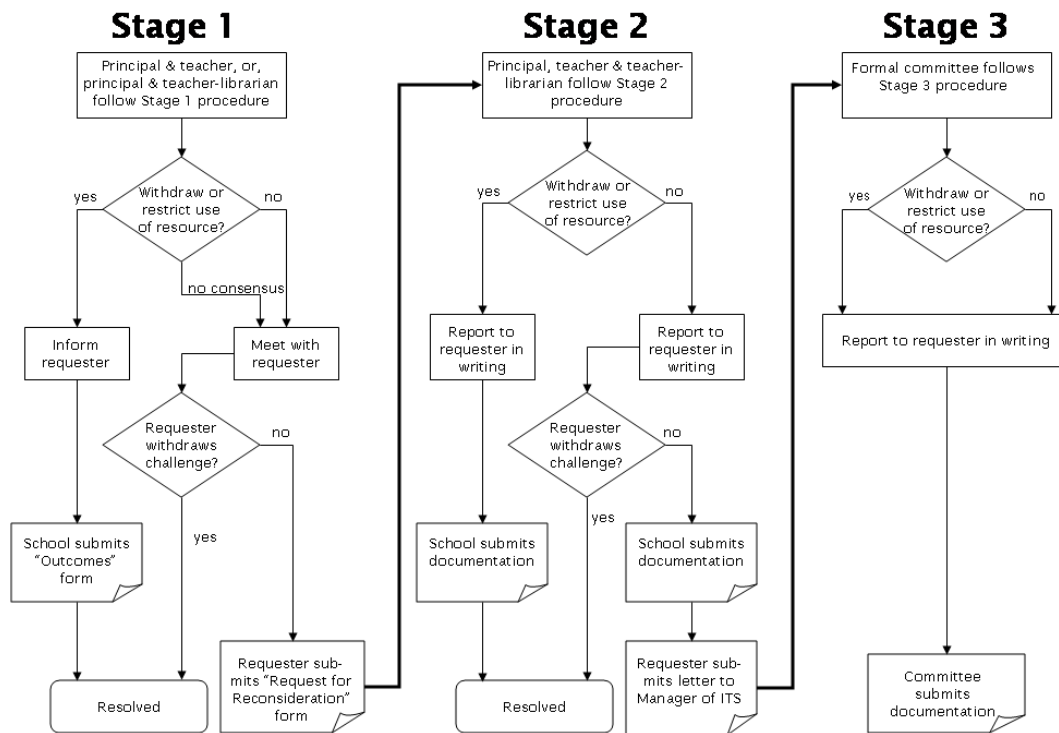 Stage 1
Principal & teacher, or,
principal & teacher-librarian
follow Stage 1 procedure
Withdraw or
restrict use
of resource?
yes
no
no consensus
Inform
requester
Meet with
requester
Requester
withdraws
challenge?
no
yes
School submits
“Outcomes”
form
Requester sub-
mits “Request for
Reconsideration”
form
Resolved
Stage 2
Principal, teacher & teacher-
librarian follow Stage 2
procedure
Withdraw or
restrict use
of resource?
yes
no
Report to
requester in
writing
Report to
requester in
writing
Requester
withdraws
challenge?
no
yes
School submits
documentation
School submits
documentation
Requester sub-
mits letter to
Manager of ITS
Resolved
Stage 3
Formal committee follows
Stage 3 procedure
Withdraw or
restrict use
of resource?
yes
no
Report to requester in writing
Committee
submits
documentation